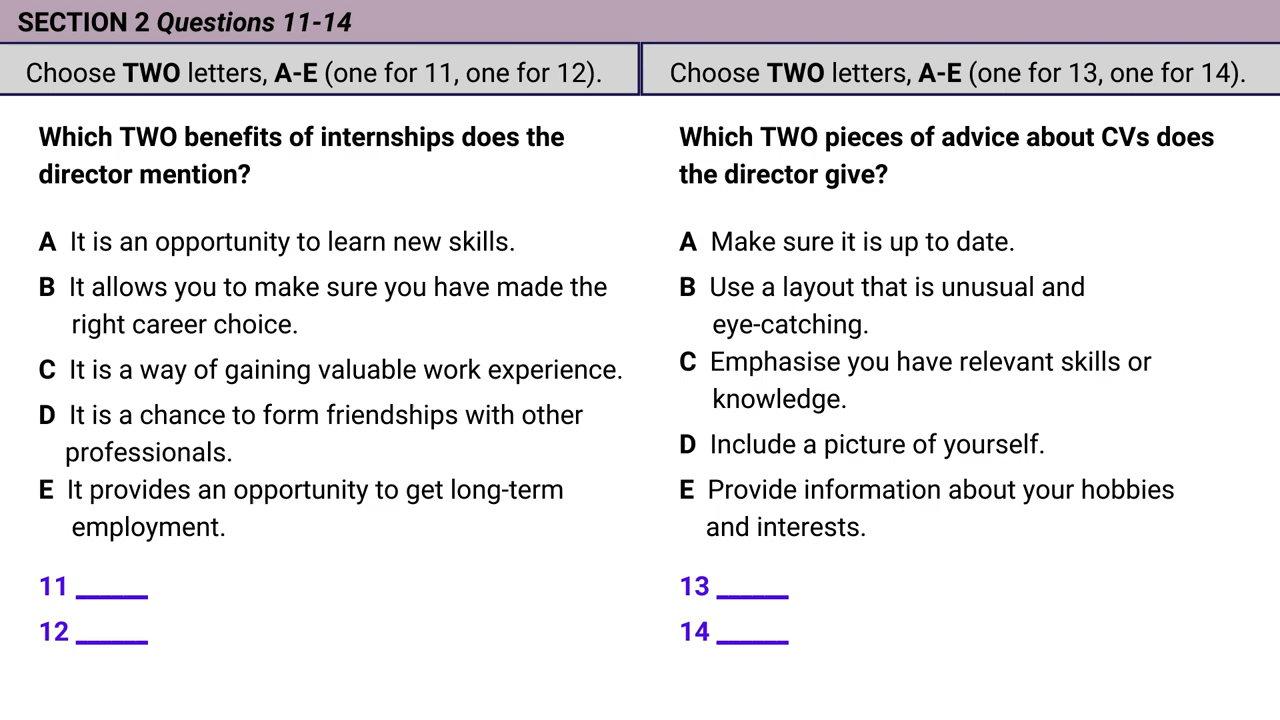 SECTION 2 Questions 11-14
Choose TWO letters, A-E (one for 11, one for 12).
Which TWO benefits of internships does the
director mention?
A It is an opportunity to learn new skills.
B It allows you to make sure you have made the
right career choice.
C It is a way of gaining valuable work experience.
D It is a chance to form friendships with other
professionals.
E It provides an opportunity to get long-term
employment.
11 _____
12 _____
Choose TWO letters, A-E (one for 13, one for 14).
Which TWO pieces of advice about CVs does
the director give?
A Make sure it is up to date.
B Use a layout that is unusual and
eye-catching.
C Emphasise you have relevant skills or
knowledge.
D Include a picture of yourself.
E Provide information about your hobbies
and interests.
13 _____
14 _____